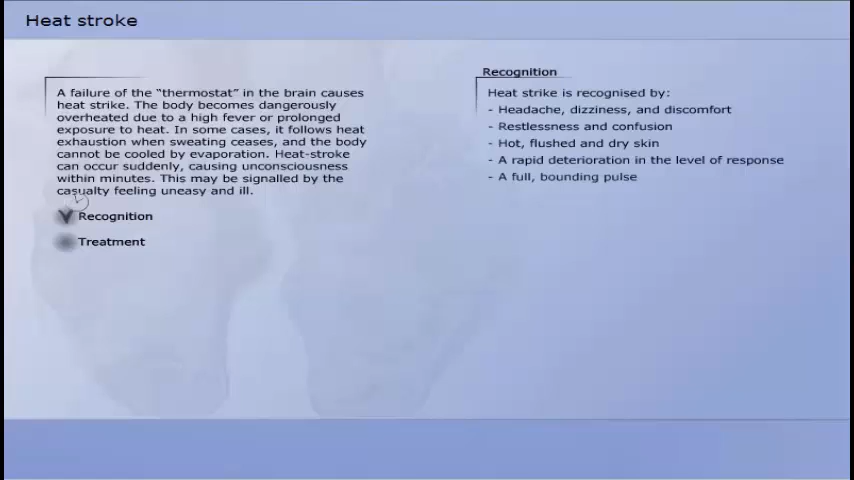 Heat stroke
A failure of the “thermostat” in the brain causes
heat strike. The body becomes dangerously
overheated due to a high fever or prolonged
exposure to heat. In some cases, it follows heat
exhaustion when sweating ceases, and the body
cannot be cooled by evaporation. Heat-stroke
can occur suddenly, causing unconsciousness
within minutes. This may be signalled by the
casualty feeling uneasy and ill.
Recognition
Treatment
Recognition
Heat strike is recognised by:
- Headache, dizziness, and discomfort
- Restlessness and confusion
- Hot, flushed and dry skin
- A rapid deterioration in the level of response
- A full, bounding pulse